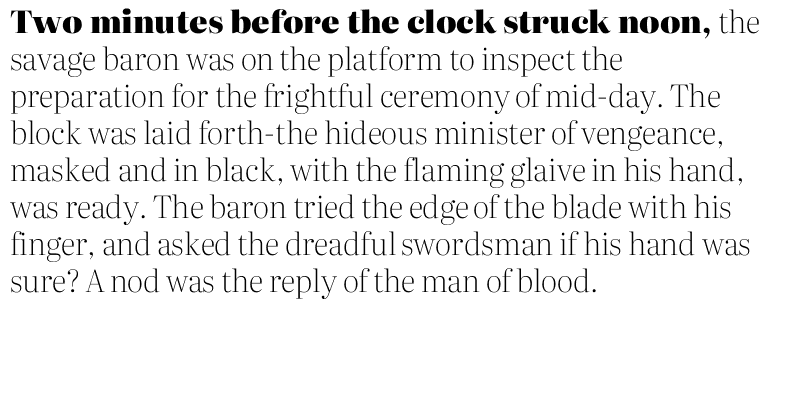 Two minutes before the clock struck noon, the
savage baron was on the platform to inspect the
preparation for the frightful ceremony of mid-day. The
block was laid forth-the hideous minister of vengeance,
masked and in black, with the flaming glaive in his hand,
was ready. The baron tried the edge of the blade with his
finger, and asked the dreadful swordsman if his hand was
sure? A nod was the reply of the man of blood.